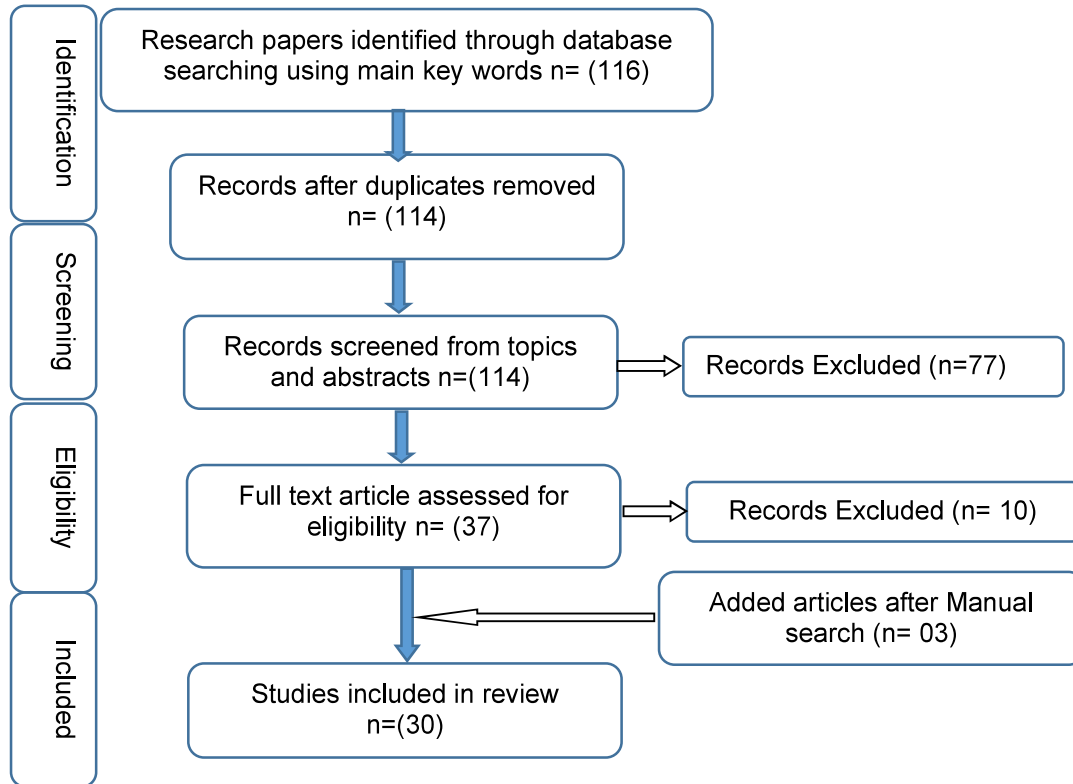 Identification
Research papers identified through database
searching using main key words n= (116)
Records after duplicates removed
n= (114)
Screening
Records screened from topics
and abstracts n=(114)
Records Excluded (n=77)
Eligibility
Full text article assessed for
eligibility n= (37)
Records Excluded (n= 10)
Added articles after Manual
search (n= 03)
Included
Studies included in review
n=(30)